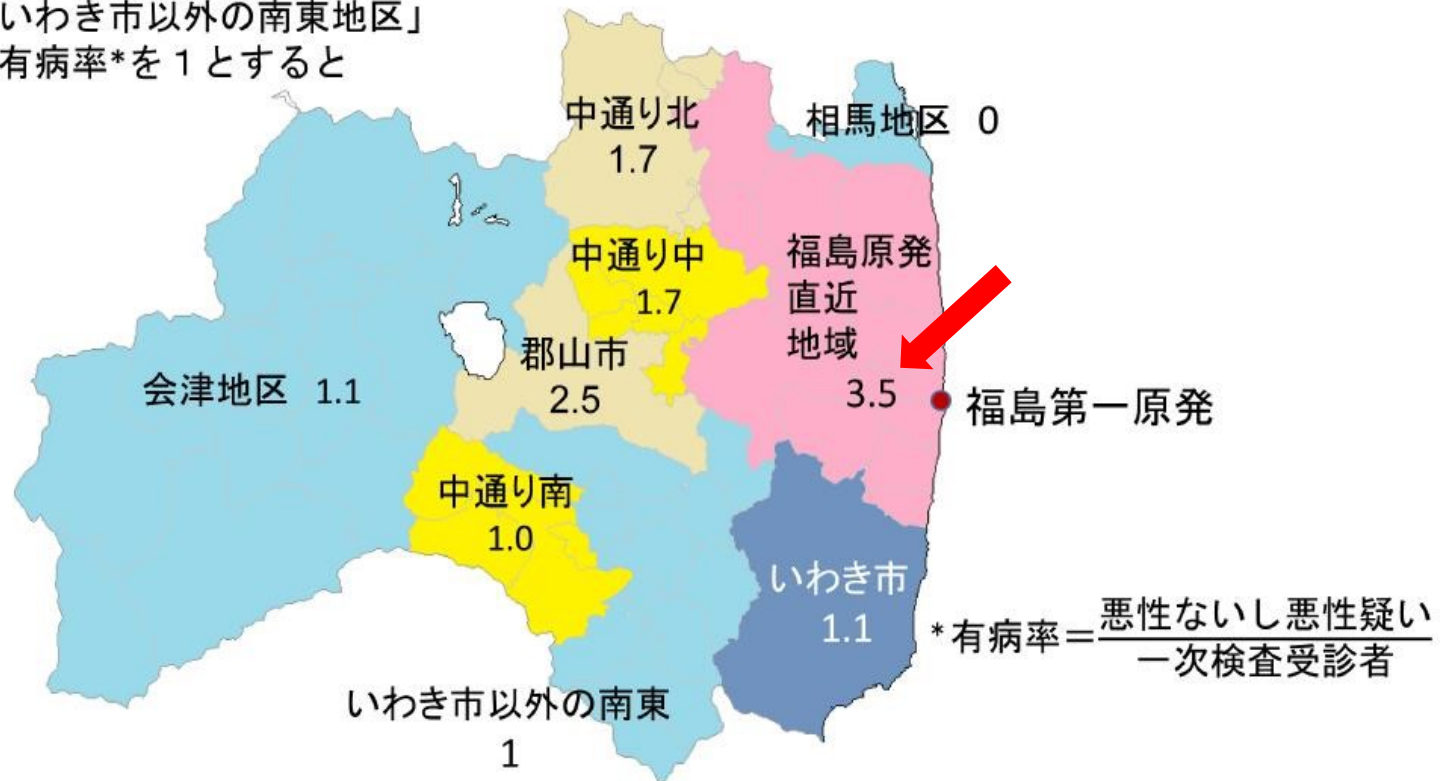 いわき市以外の南東地区」
有病率*を１とすると
中通り北
1.7
相馬地区 0
中通り中
1.7
福島原発
直近
地域
3.5
福島第一原発
郡山市
2.5
会津地区 1.1
中通り南
1.0
いわき市
1.1
*有病率＝悪性ないし悪性疑い
一次検査受診者
いわき市以外の南東
1